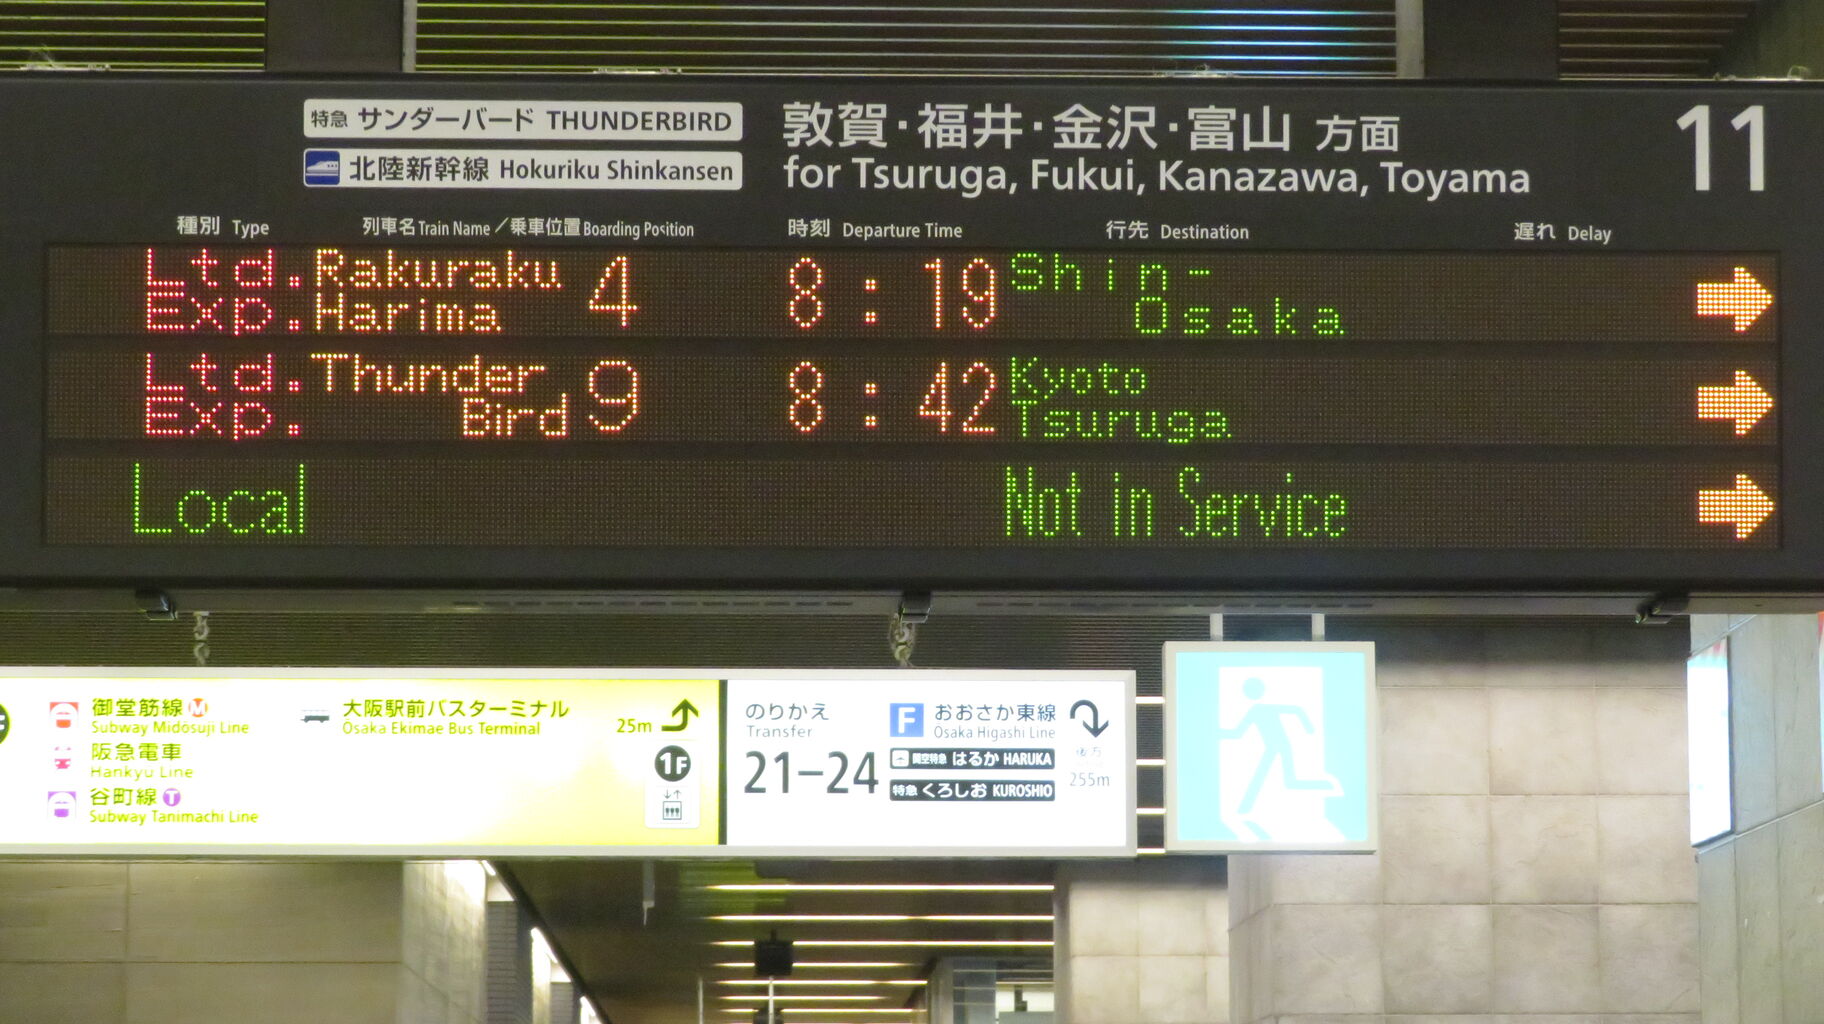 特急 サンダーバード THUNDERBIRD
北陸新幹線 Hokuriku Shinkansen
敦賀・福井・金沢・富山 方面
for Tsuruga, Fukui, Kanazawa, Toyama
11
種別 Type 列車名 Train Name / 乗車位置 Boarding Position 時刻 Departure Time 行先 Destination 遅れ Delay
Ltd. Exp. Rakuraku Harima 4 8:19 Shin-Osaka
Ltd. Exp. Thunder Bird 9 8:42 Kyoto Tsuruga
Local Not in Service
御堂筋線 M
Subway Midosuji Line
阪急電車
Hankyu Line
谷町線 T
Subway Tanimachi Line
大阪駅前バスターミナル
Osaka Ekimae Bus Terminal
25m
1F
のりかえ
Transfer
21-24
F おおさか東線
Osaka Higashi Line
関空特急 はるか HARUKA
特急 くろしお KUROSHIO
後方
255m